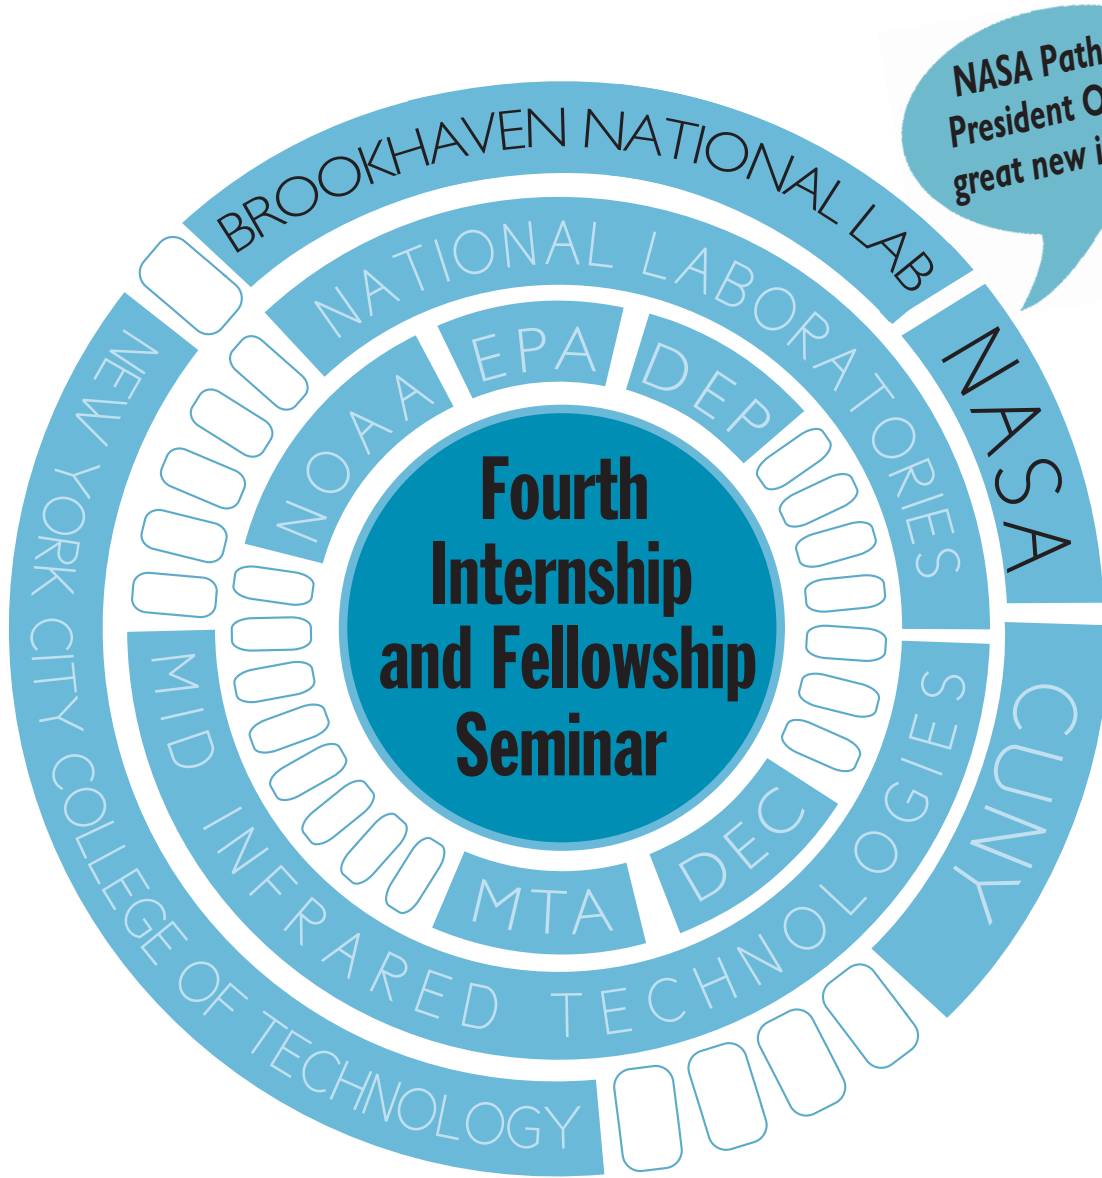 NASA Path
President O
great new i
BROOKHAVEN NATIONAL LAB
NASA
CUNY
NEW YORK CITY COLLEGE OF TECHNOLOGY
NATIONAL LABORATORIES
MID INFRARED TECHNOLOGIES
NOAA
EPA
DEP
DEC
MTA
Fourth
Internship
and Fellowship
Seminar